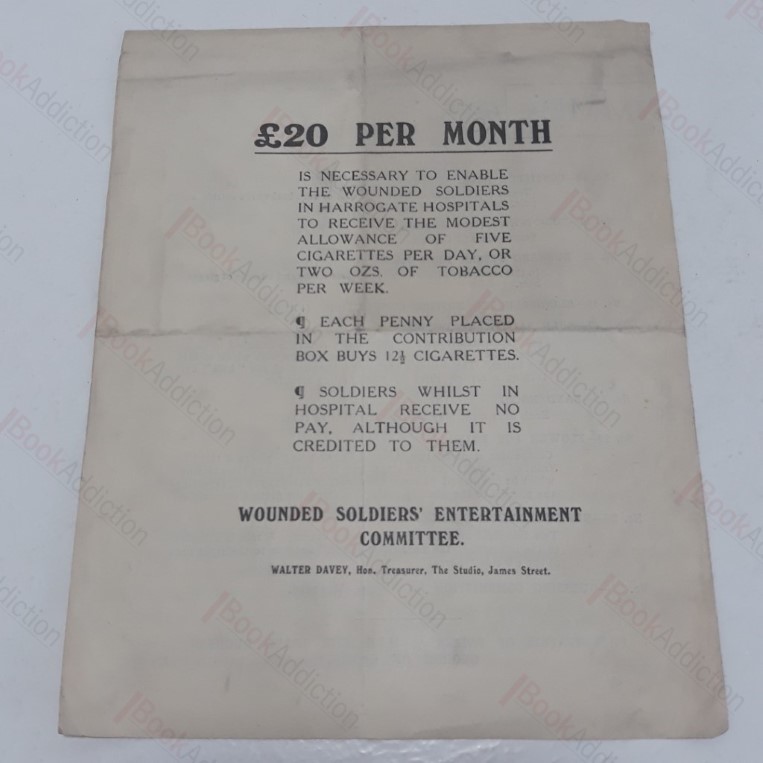 £20 PER MONTH
IS NECESSARY TO ENABLE
THE WOUNDED SOLDIERS
IN HARROGATE HOSPITALS
TO RECEIVE THE MODEST
ALLOWANCE OF FIVE
CIGARETTES PER DAY, OR
TWO OZS. OF TOBACCO
PER WEEK.
¶ EACH PENNY PLACED
IN THE CONTRIBUTION
BOX BUYS 12½ CIGARETTES.
¶ SOLDIERS WHILST IN
HOSPITAL RECEIVE NO
PAY, ALTHOUGH IT IS
CREDITED TO THEM.
WOUNDED SOLDIERS' ENTERTAINMENT
COMMITTEE.
WALTER DAVEY, Hon. Treasurer, The Studio, James Street.
BookAddiction